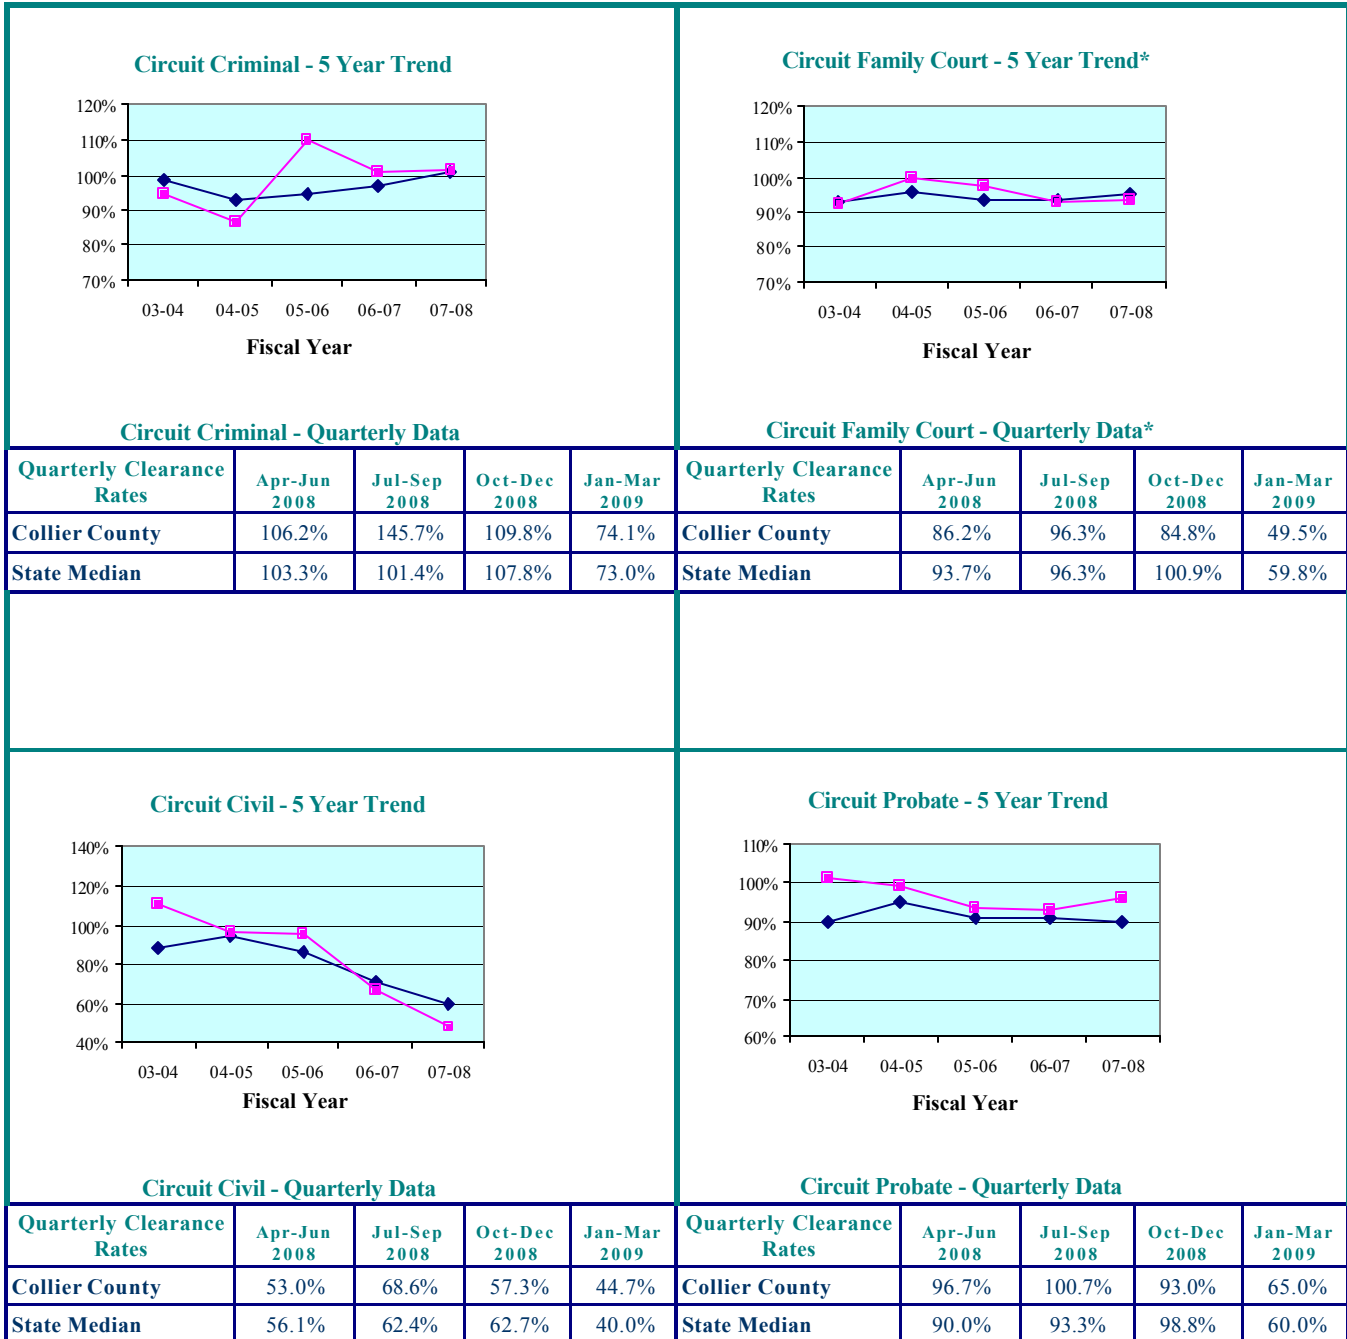 Circuit Criminal - 5 Year Trend
120%
110%
100%
90%
80%
70%
03-04 04-05 05-06 06-07 07-08
Fiscal Year
Circuit Criminal - Quarterly Data
Quarterly Clearance Rates Apr-Jun 2008 Jul-Sep 2008 Oct-Dec 2008 Jan-Mar 2009
Collier County 106.2% 145.7% 109.8% 74.1%
State Median 103.3% 101.4% 107.8% 73.0%
Circuit Family Court - 5 Year Trend*
120%
110%
100%
90%
80%
70%
03-04 04-05 05-06 06-07 07-08
Fiscal Year
Circuit Family Court - Quarterly Data*
Quarterly Clearance Rates Apr-Jun 2008 Jul-Sep 2008 Oct-Dec 2008 Jan-Mar 2009
Collier County 86.2% 96.3% 84.8% 49.5%
State Median 93.7% 96.3% 100.9% 59.8%
Circuit Civil - 5 Year Trend
140%
120%
100%
80%
60%
40%
03-04 04-05 05-06 06-07 07-08
Fiscal Year
Circuit Civil - Quarterly Data
Quarterly Clearance Rates Apr-Jun 2008 Jul-Sep 2008 Oct-Dec 2008 Jan-Mar 2009
Collier County 53.0% 68.6% 57.3% 44.7%
State Median 56.1% 62.4% 62.7% 40.0%
Circuit Probate - 5 Year Trend
110%
100%
90%
80%
70%
60%
03-04 04-05 05-06 06-07 07-08
Fiscal Year
Circuit Probate - Quarterly Data
Quarterly Clearance Rates Apr-Jun 2008 Jul-Sep 2008 Oct-Dec 2008 Jan-Mar 2009
Collier County 96.7% 100.7% 93.0% 65.0%
State Median 90.0% 93.3% 98.8% 60.0%